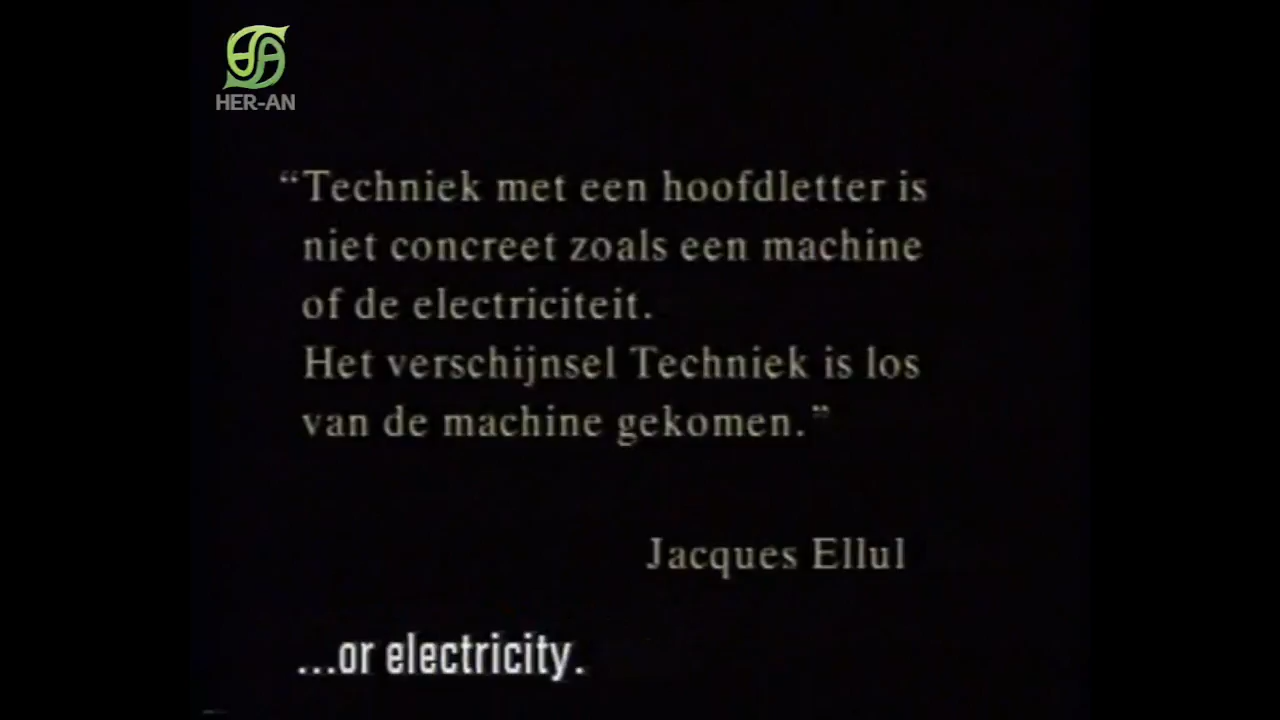 HER-AN
“Techniek met een hoofdletter is
niet concreet zoals een machine
of de electriciteit.
Het verschijnsel Techniek is los
van de machine gekomen.”
Jacques Ellul
...or electricity.